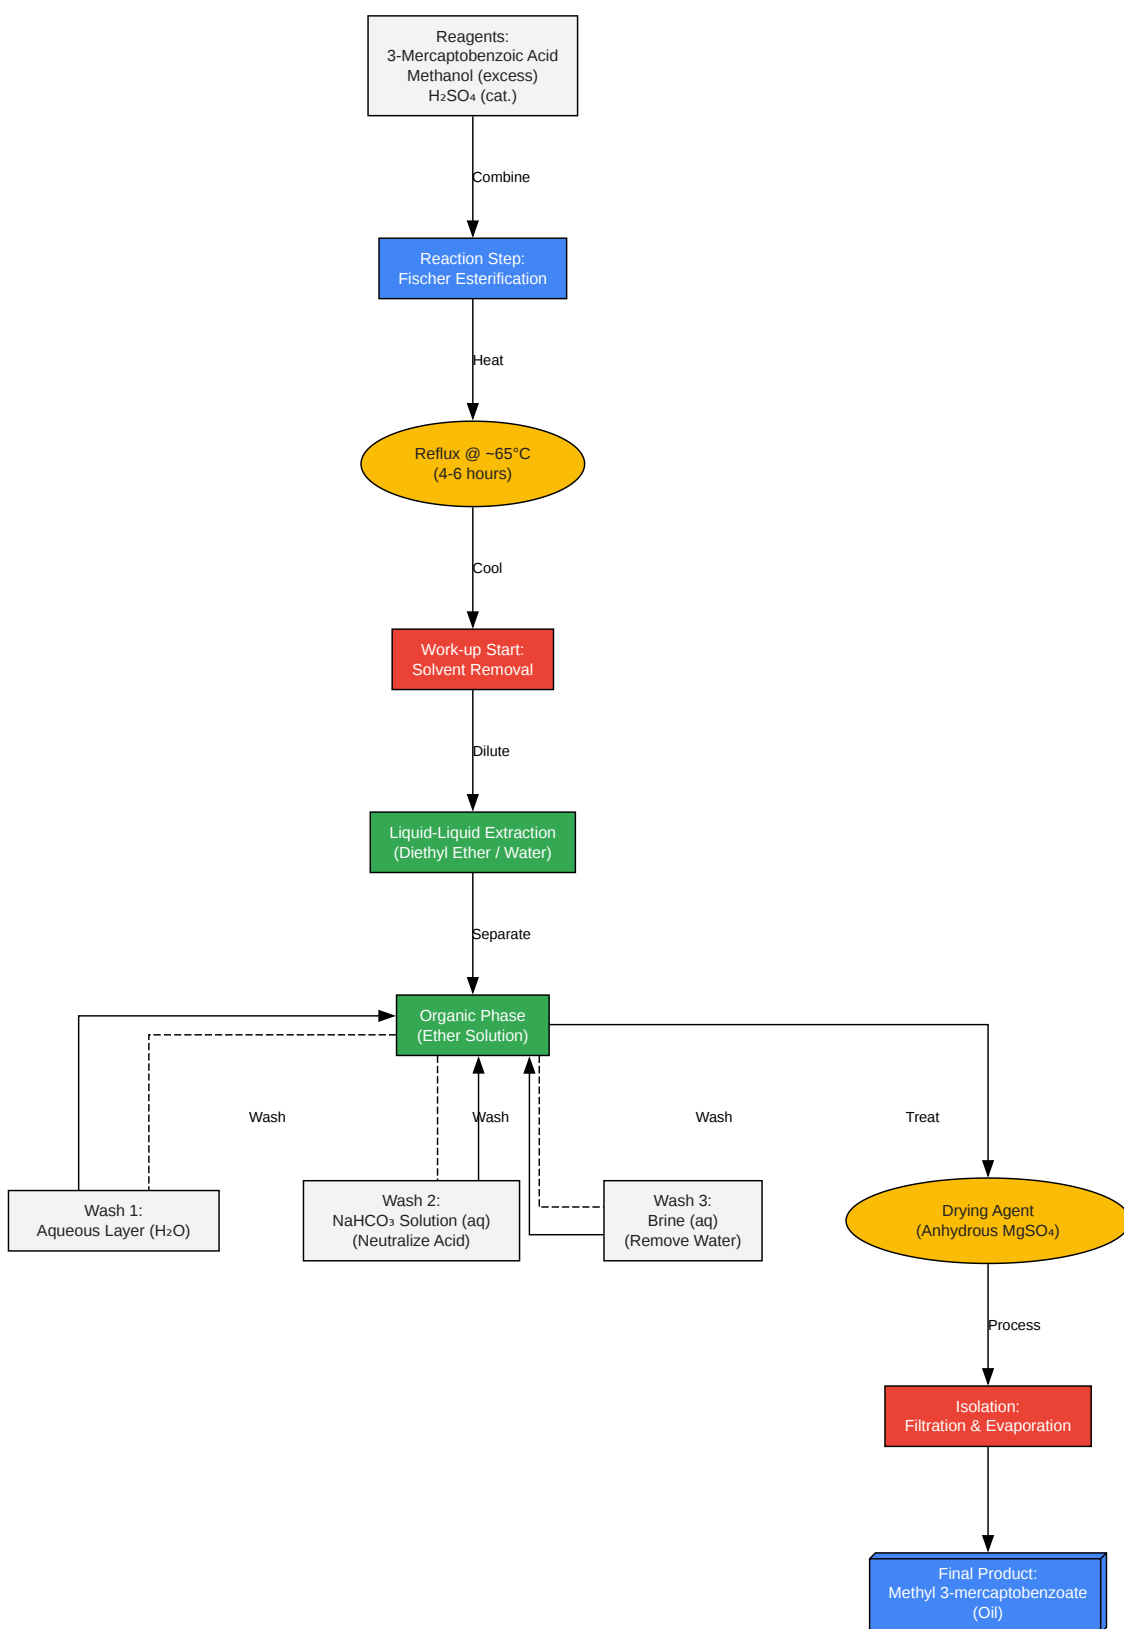 Reagents:
3-Mercaptobenzoic Acid
Methanol (excess)
H₂SO₄ (cat.)
Combine
Reaction Step:
Fischer Esterification
Heat
Reflux @ ~65°C
(4-6 hours)
Cool
Work-up Start:
Solvent Removal
Dilute
Liquid-Liquid Extraction
(Diethyl Ether / Water)
Separate
Organic Phase
(Ether Solution)
Wash
Wash
Wash
Treat
Wash 1:
Aqueous Layer (H₂O)
Wash 2:
NaHCO₃ Solution (aq)
(Neutralize Acid)
Wash 3:
Brine (aq)
(Remove Water)
Drying Agent
(Anhydrous MgSO₄)
Process
Isolation:
Filtration & Evaporation
Final Product:
Methyl 3-mercaptobenzoate
(Oil)